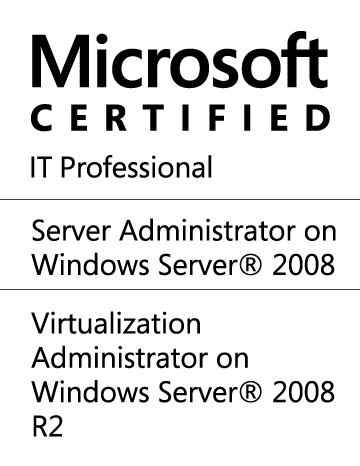 Microsoft
CERTIFIED
IT Professional
Server Administrator on
Windows Server® 2008
Virtualization
Administrator on
Windows Server® 2008
R2